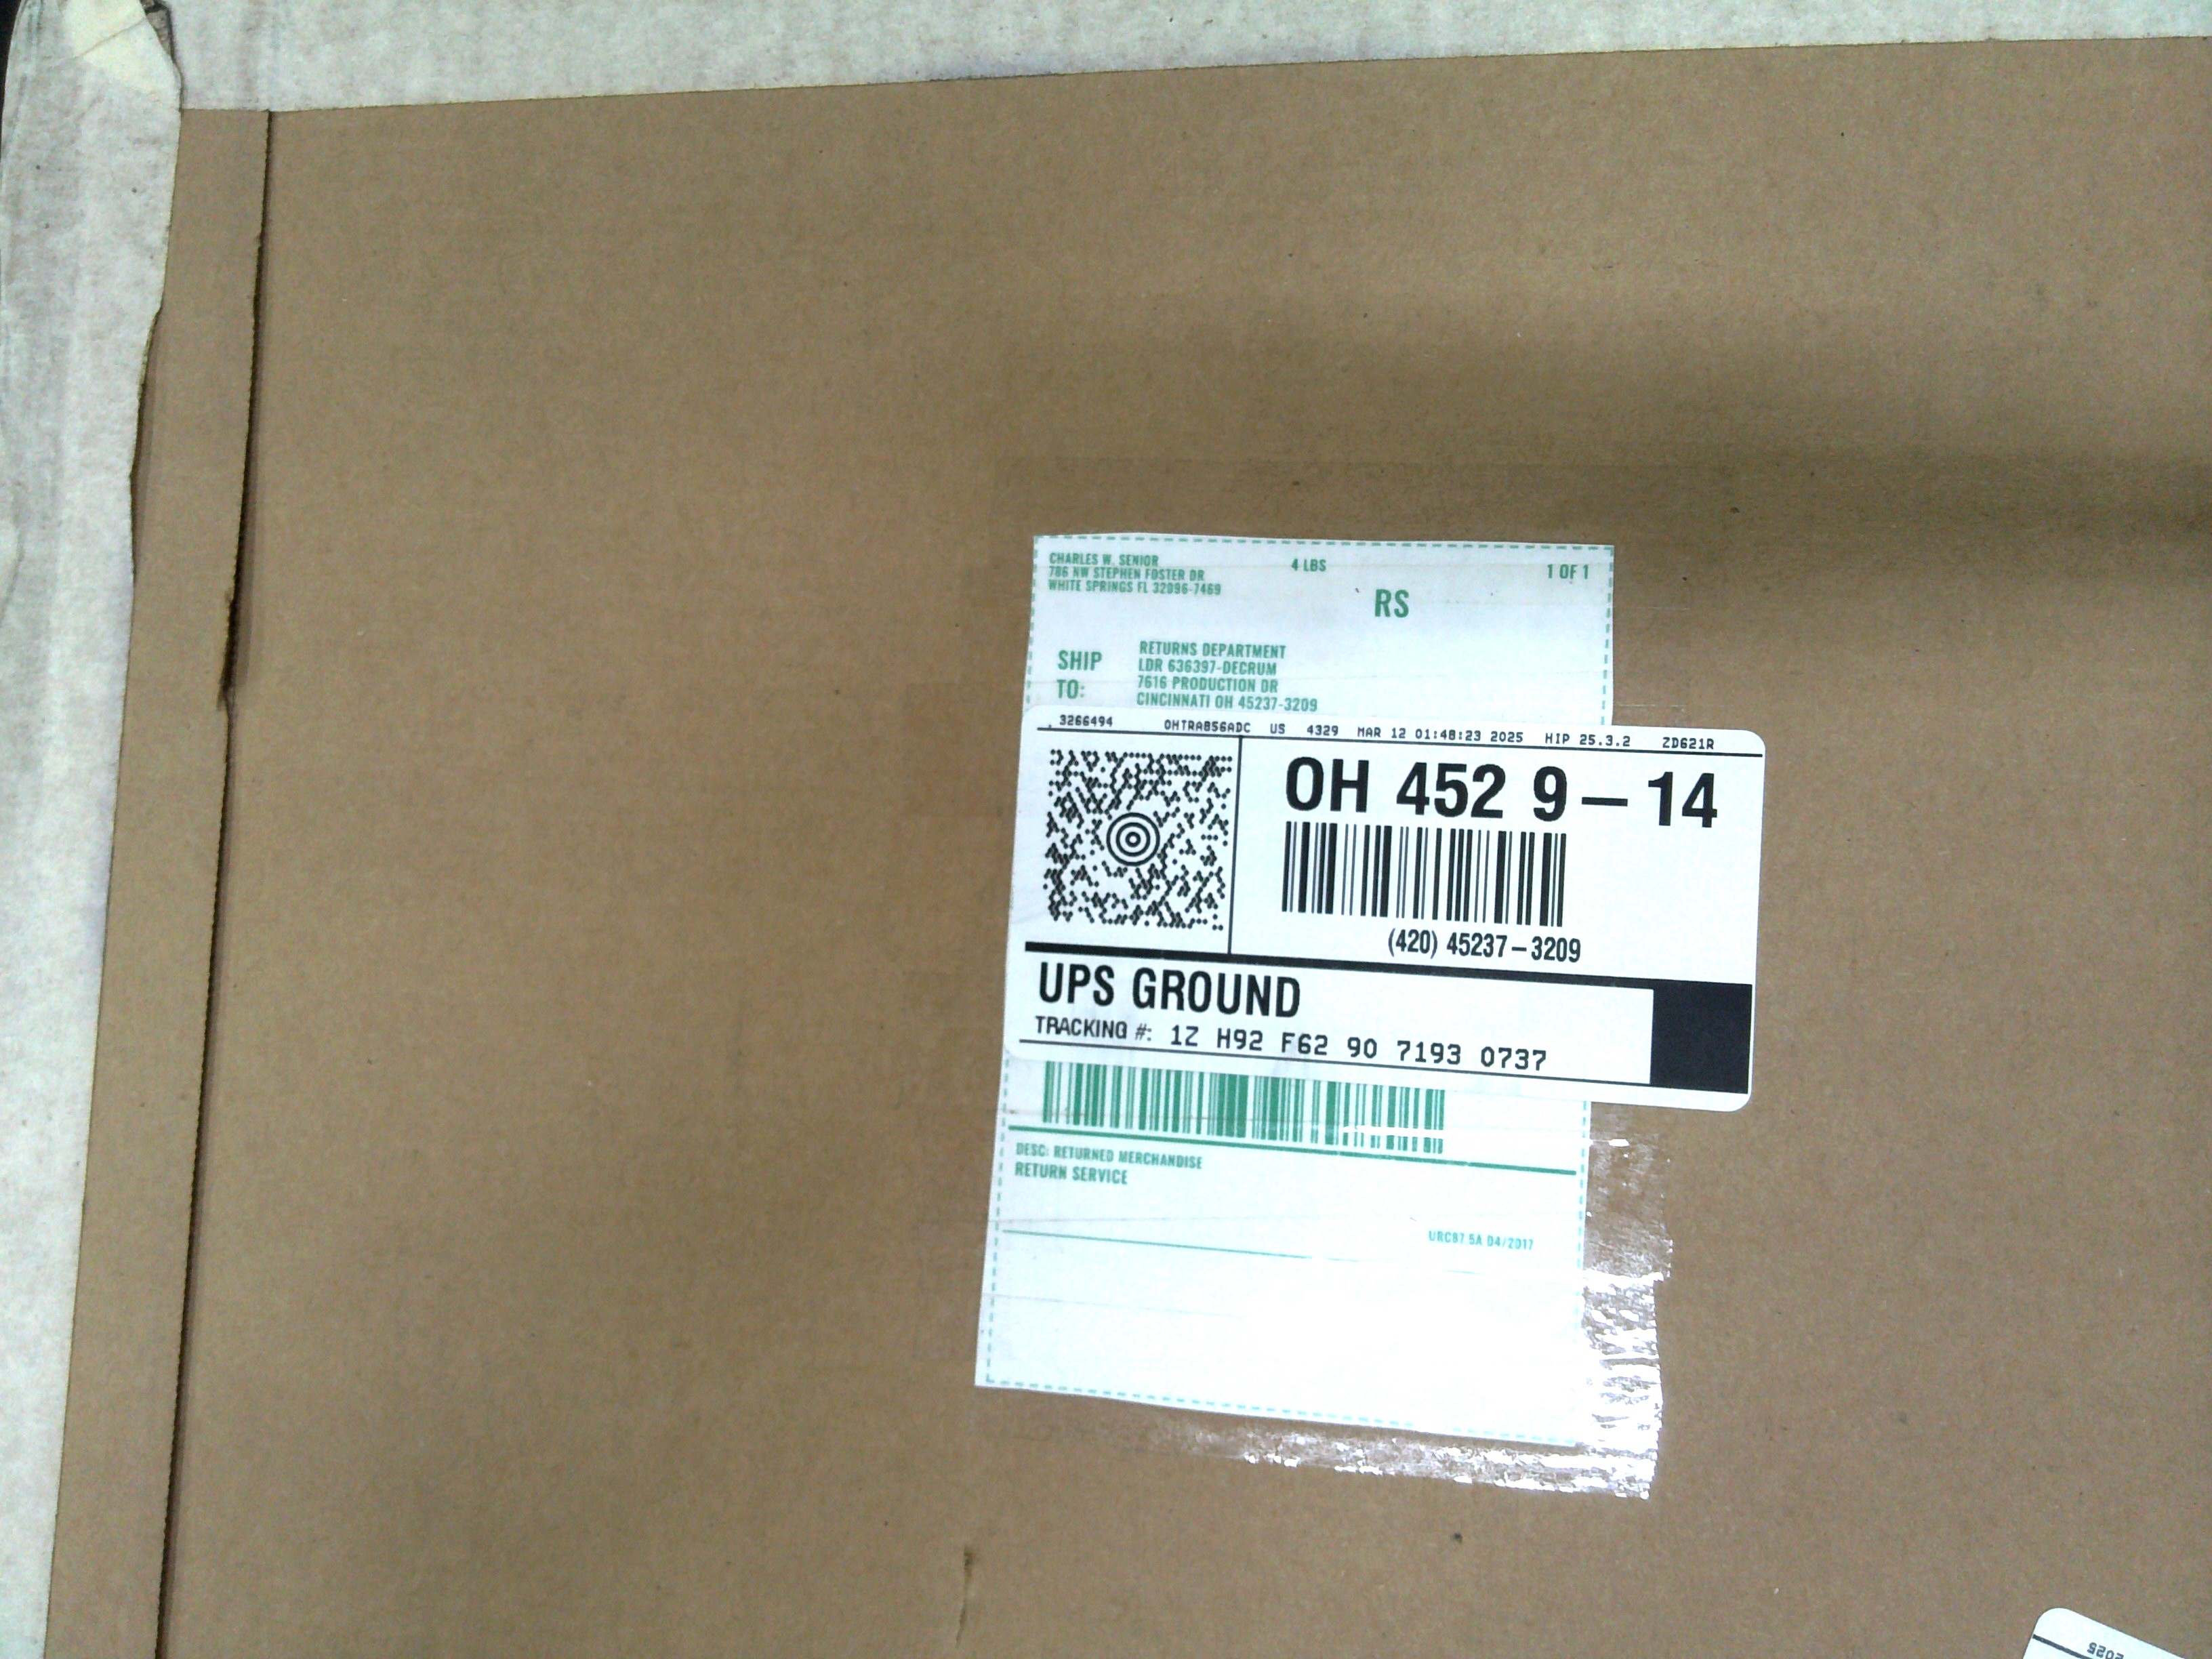 CHARLES W. SENIOR
786 NW STEPHEN FOSTER DR
WHITE SPRINGS FL 32096-7469
4 LBS
1 OF 1
RS
SHIP
TO:
RETURNS DEPARTMENT
LDR 636397-DECRUM
7616 PRODUCTION DR
CINCINNATI OH 45237-3209
3266494 OHTRAB56ADC US 4329 MAR 12 01:48:23 2025 HIP 25.3.2 ZD621R
OH 452 9-14
(420) 45237-3209
UPS GROUND
TRACKING #: 1Z H92 F62 90 7193 0737
DESC: RETURNED MERCHANDISE
RETURN SERVICE
URC87.5A 04/2017
2025